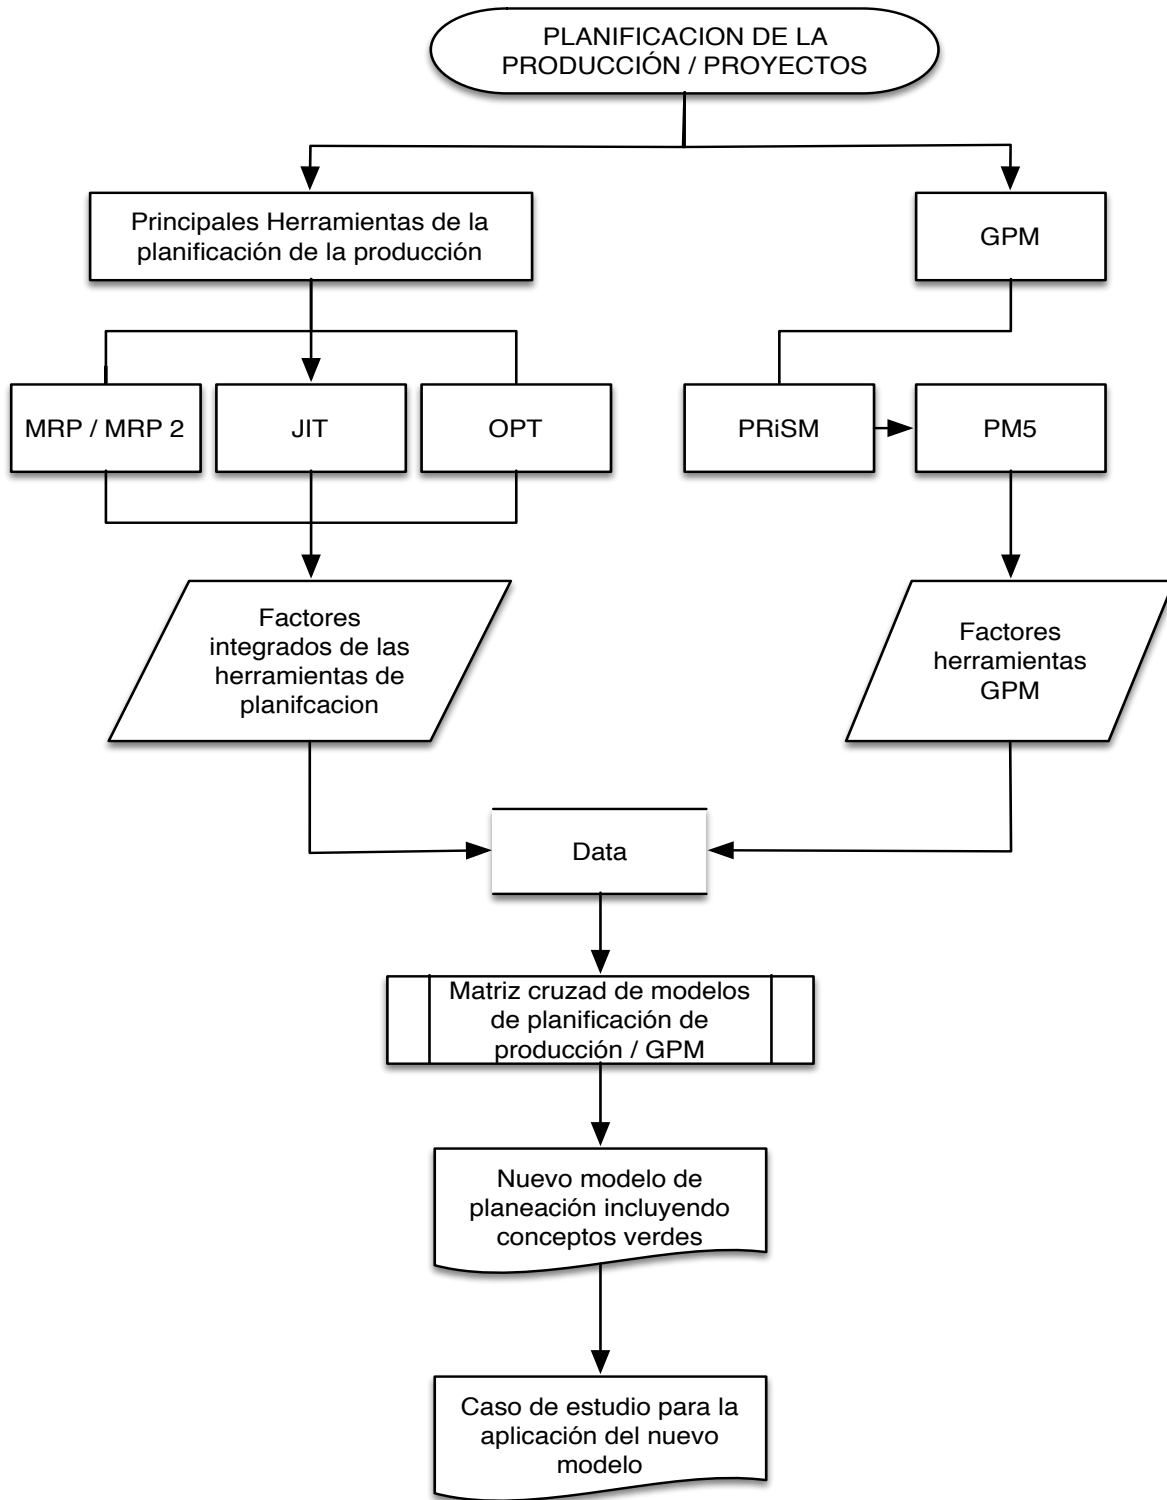 PLANIFICACION DE LA
PRODUCCIÓN / PROYECTOS
Principales Herramientas de la
planificación de la producción
GPM
MRP / MRP 2
JIT
OPT
PRiSM
PM5
Factores
integrados de las
herramientas de
planifcacion
Factores
herramientas
GPM
Data
Matriz cruzad de modelos
de planificación de
producción / GPM
Nuevo modelo de
planeación incluyendo
conceptos verdes
Caso de estudio para la
aplicación del nuevo
modelo